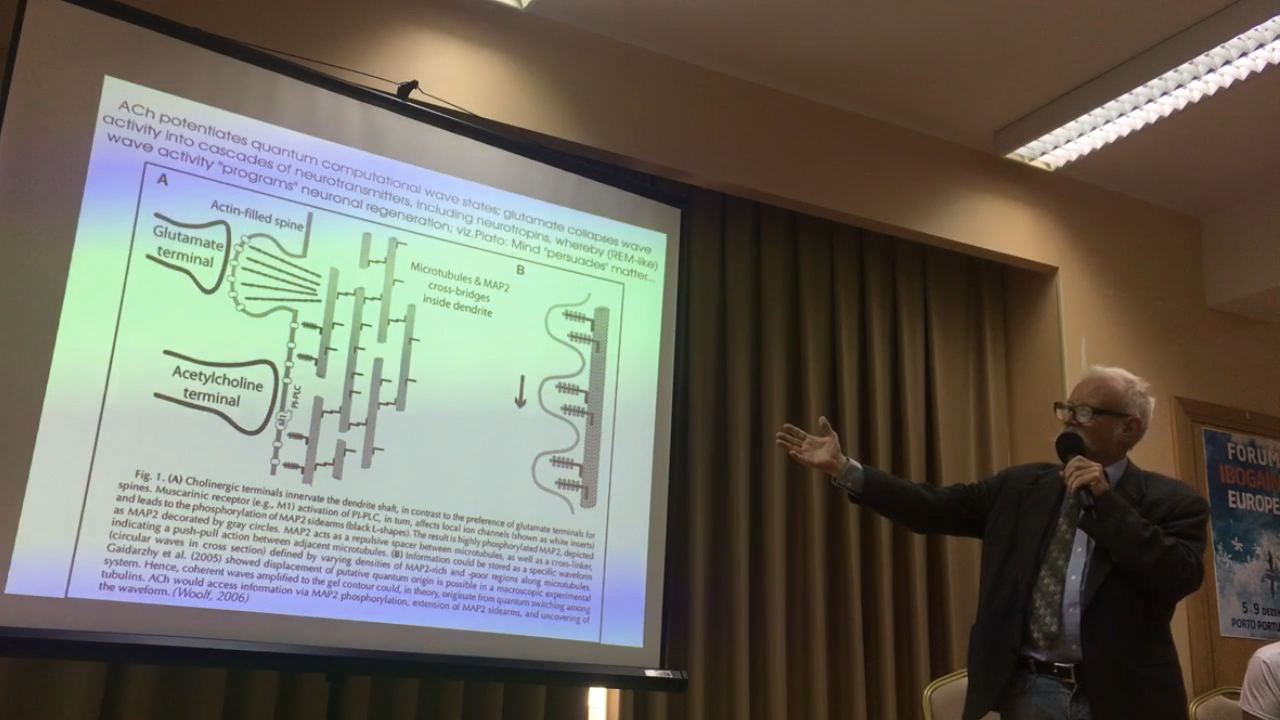 ACh potentiates quantum computational wave states; glutamate collapses wave
activity into cascades of neurotransmitters, including neurotropins, whereby (REM-like)
wave activity "programs" neuronal regeneration; viz.Plato: Mind "persuades" matter...
A
Actin-filled spine
Glutamate
terminal
B
Microtubules & MAP2
cross-bridges
inside dendrite
Acetylcholine
terminal
M1
PI-PLC
Fig. 1. (A) Cholinergic terminals innervate the dendrite shaft, in contrast to the preference of glutamate terminals for
spines. Muscarinic receptor (e.g., M1) activation of PI-PLC, in turn, affects local ion channels (shown as white inserts)
and leads to the phosphorylation of MAP2 sidearms (black L-shapes). The result is highly phosphorylated MAP2, depicted
as MAP2 decorated by gray circles. MAP2 acts as a repulsive spacer between microtubules, as well as a cross-linker,
indicating a push-pull action between adjacent microtubules. (B) Information could be stored as a specific waveform
(circular waves in cross section) defined by varying densities of MAP2-rich and -poor regions along microtubules.
Gaidarzhy et al. (2005) showed displacement of putative quantum origin is possible in a macroscopic experimental
system. Hence, coherent waves amplified to the gel contour could, in theory, originate from quantum switching among
tubulins. ACh would access information via MAP2 phosphorylation, extension of MAP2 sidearms, and uncovering of
the waveform. (Woolf, 2006)
FORUM
IBOGAIN
EUROPE
5-9 DEZE
PORTO PORTU